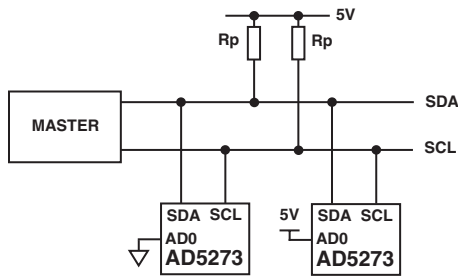 5V
Rp Rp
SDA
MASTER
SCL
SDA SCL
AD0
AD5273
5V
SDA SCL
AD0
AD5273